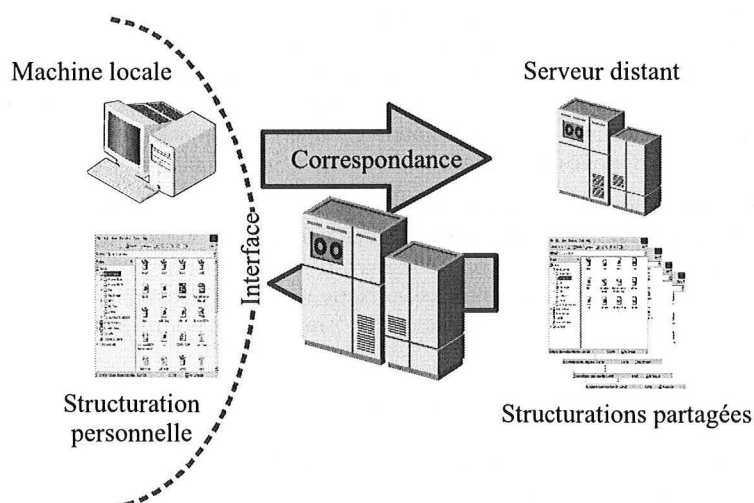 Machine locale
Serveur distant
Correspondance
Interface
Structuration
personnelle
Structurations partagées